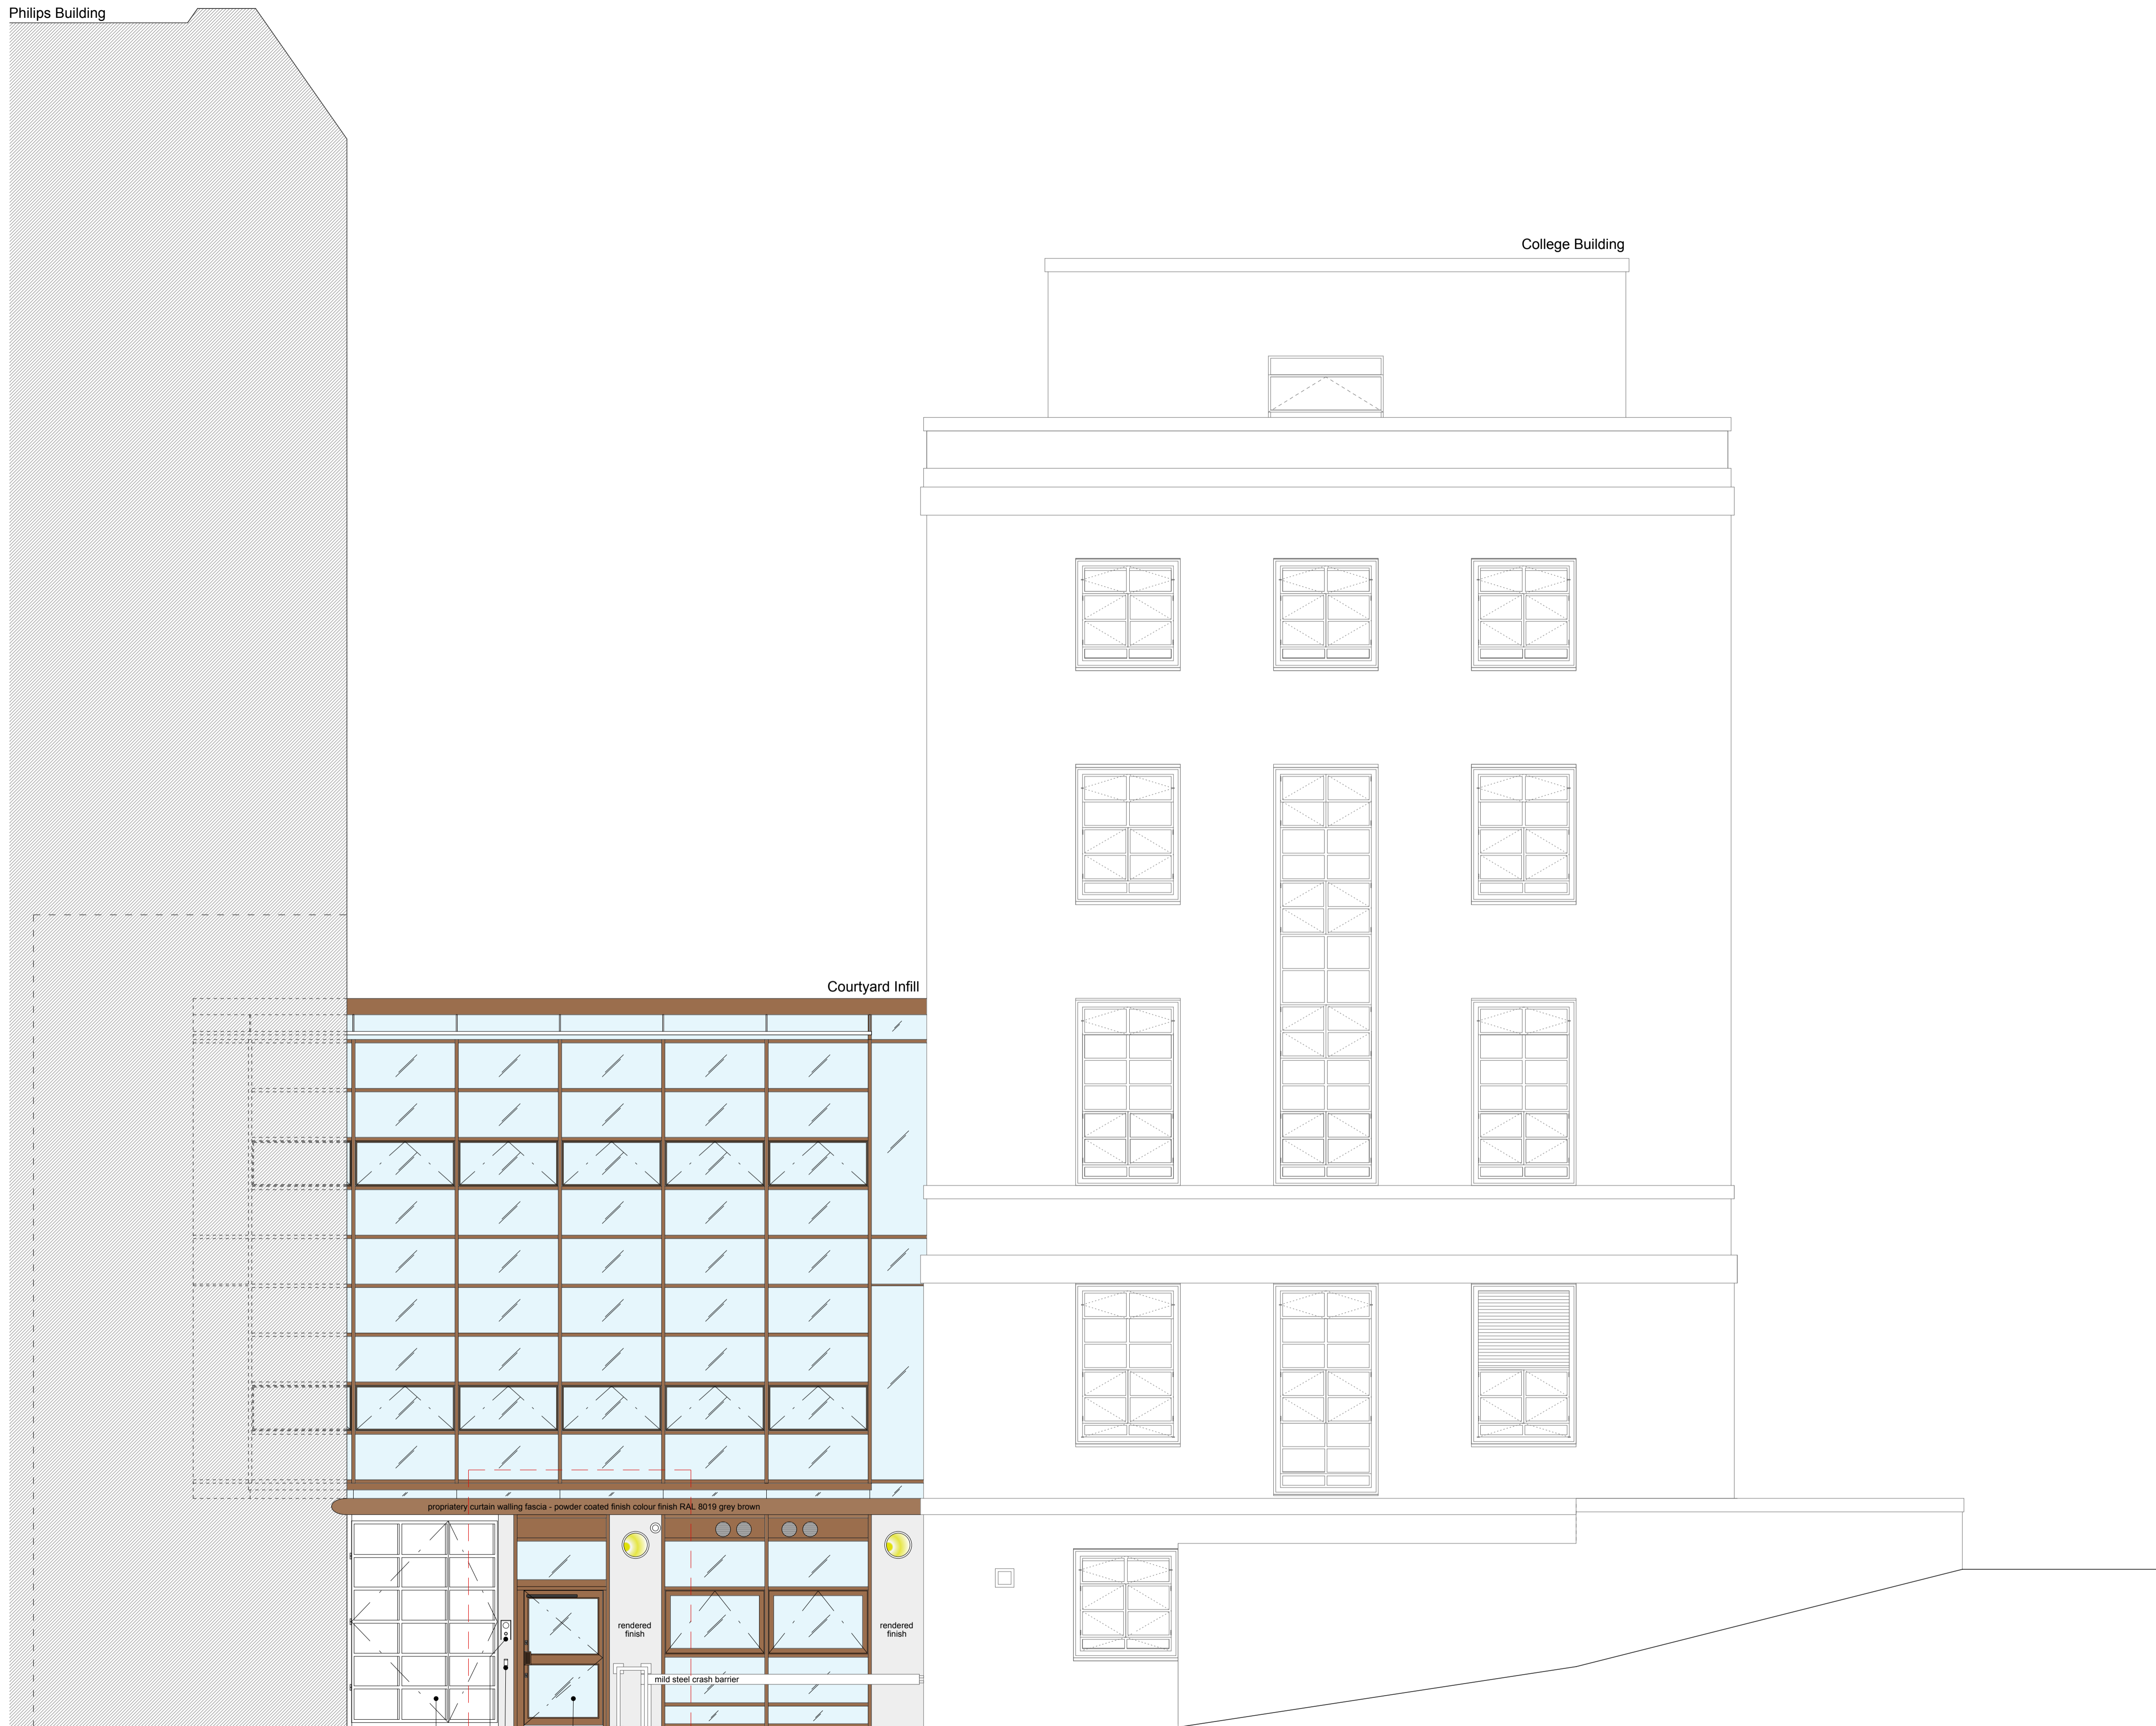 Philips Building
College Building
Courtyard Infill
propriatery curtain walling fascia - powder coated finish colour finish RAL 8019 grey brown
rendered
finish
rendered
finish
mild steel crash barrier